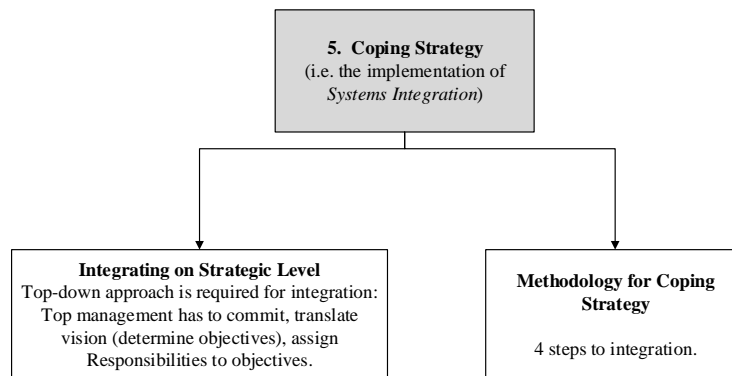 5. Coping Strategy
(i.e. the implementation of
Systems Integration)
Integrating on Strategic Level
Top-down approach is required for integration:
Top management has to commit, translate
vision (determine objectives), assign
Responsibilities to objectives.
Methodology for Coping
Strategy
4 steps to integration.